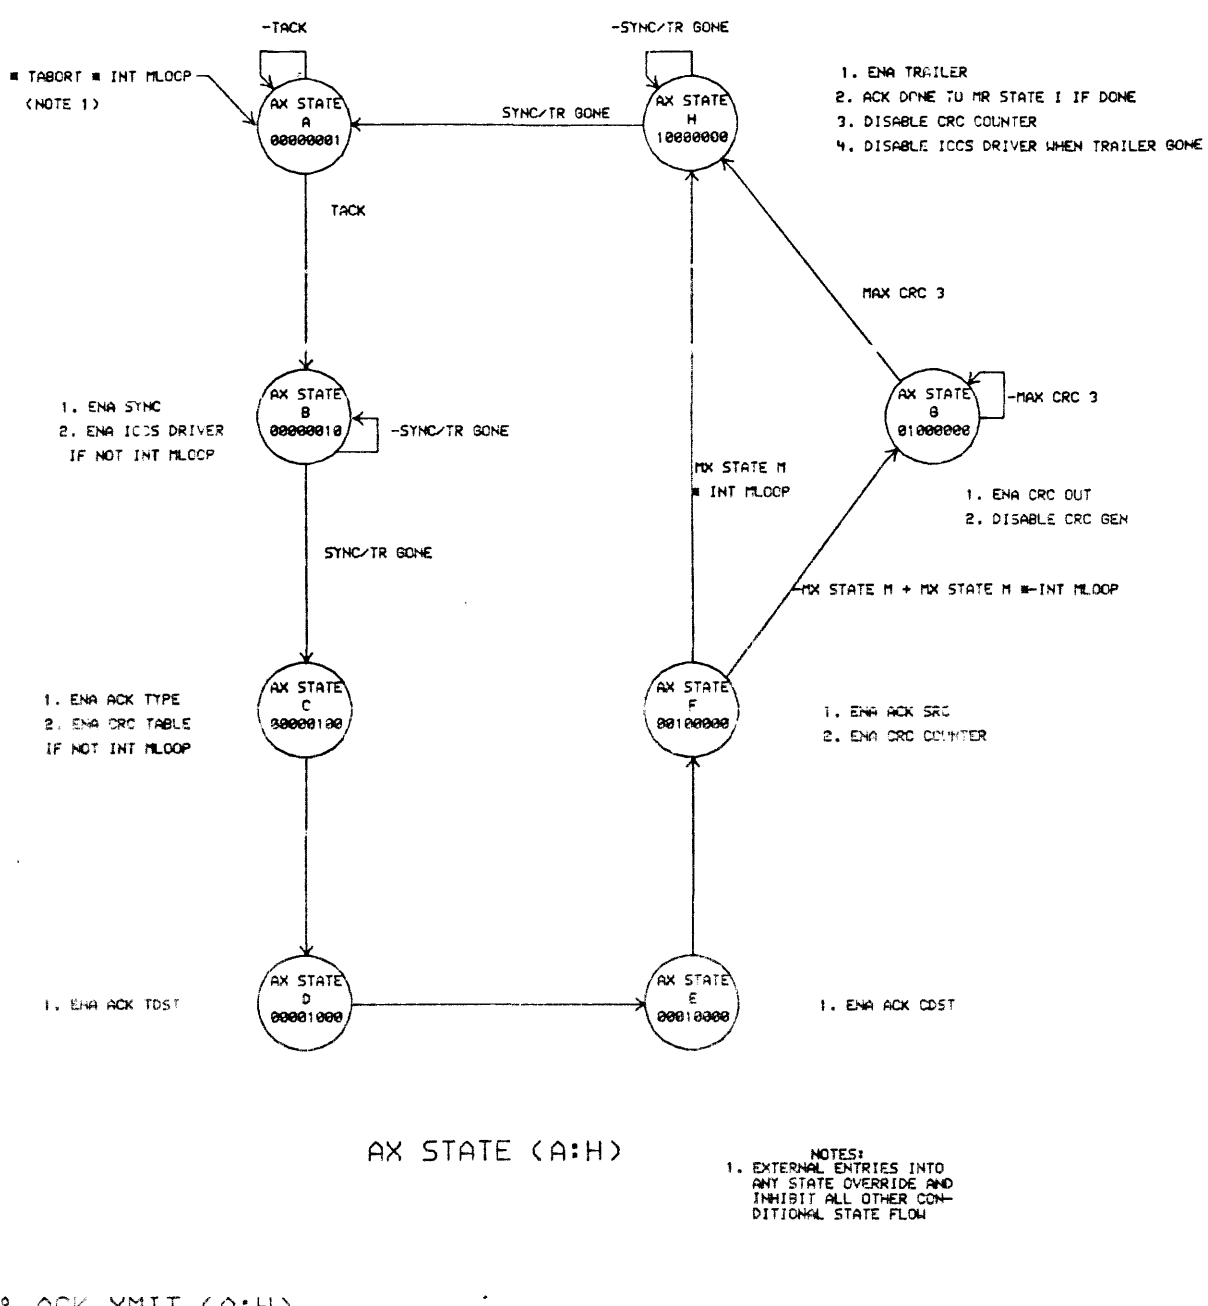 -TACK
-SYNC/TR GONE
* TABORT * INT MLOOP
(NOTE 1)
AX STATE
A
00000001
SYNC/TR GONE
AX STATE
H
10000000
1. ENA TRAILER
2. ACK DONE TO MR STATE I IF DONE
3. DISABLE CRC COUNTER
4. DISABLE ICCS DRIVER WHEN TRAILER GONE
TACK
MAX CRC 3
1. ENA SYNC
2. ENA ICCS DRIVER
IF NOT INT MLOOP
AX STATE
B
00000010
-SYNC/TR GONE
AX STATE
G
01000000
-MAX CRC 3
MX STATE M
* INT MLOOP
1. ENA CRC OUT
2. DISABLE CRC GEN
SYNC/TR GONE
-MX STATE M + MX STATE M *-INT MLOOP
1. ENA ACK TYPE
2. ENA CRC TABLE
IF NOT INT MLOOP
AX STATE
C
00000100
AX STATE
F
00100000
1. ENA ACK SRC
2. ENA CRC COUNTER
1. ENA ACK TDST
AX STATE
D
00001000
AX STATE
E
00010000
1. ENA ACK CDST
AX STATE (A:H)
NOTES:
1. EXTERNAL ENTRIES INTO
ANY STATE OVERRIDE AND
INHIBIT ALL OTHER CON-
DITIONAL STATE FLOW
ACK XMIT (A:H)